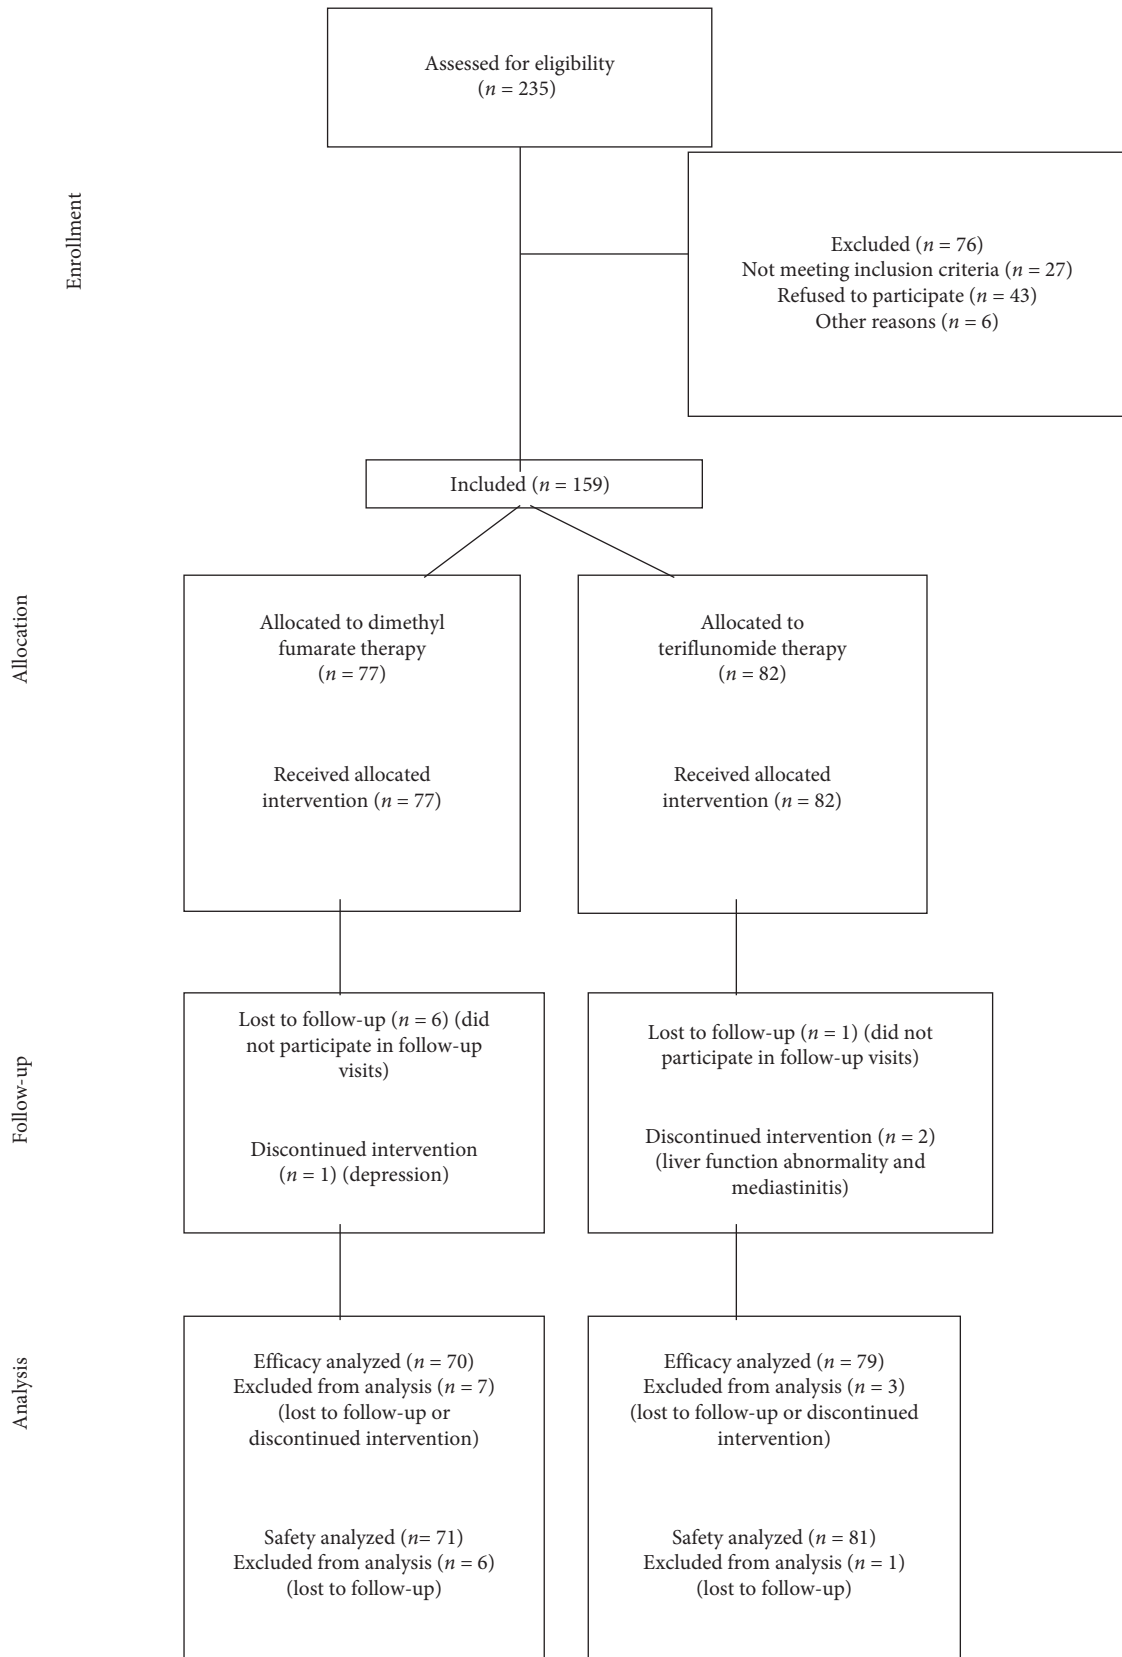 Assessed for eligibility
(n = 235)
Enrollment
Excluded (n = 76)
Not meeting inclusion criteria (n = 27)
Refused to participate (n = 43)
Other reasons (n = 6)
Included (n = 159)
Allocation
Allocated to dimethyl
fumarate therapy
(n = 77)
Received allocated
intervention (n = 77)
Allocated to
teriflunomide therapy
(n = 82)
Received allocated
intervention (n = 82)
Follow-up
Lost to follow-up (n = 6) (did
not participate in follow-up
visits)
Discontinued intervention
(n = 1) (depression)
Lost to follow-up (n = 1) (did not
participate in follow-up visits)
Discontinued intervention (n = 2)
(liver function abnormality and
mediastinitis)
Analysis
Efficacy analyzed (n = 70)
Excluded from analysis (n = 7)
(lost to follow-up or
discontinued intervention)
Safety analyzed (n= 71)
Excluded from analysis (n = 6)
(lost to follow-up)
Efficacy analyzed (n = 79)
Excluded from analysis (n = 3)
(lost to follow-up or discontinued
intervention)
Safety analyzed (n = 81)
Excluded from analysis (n = 1)
(lost to follow-up)